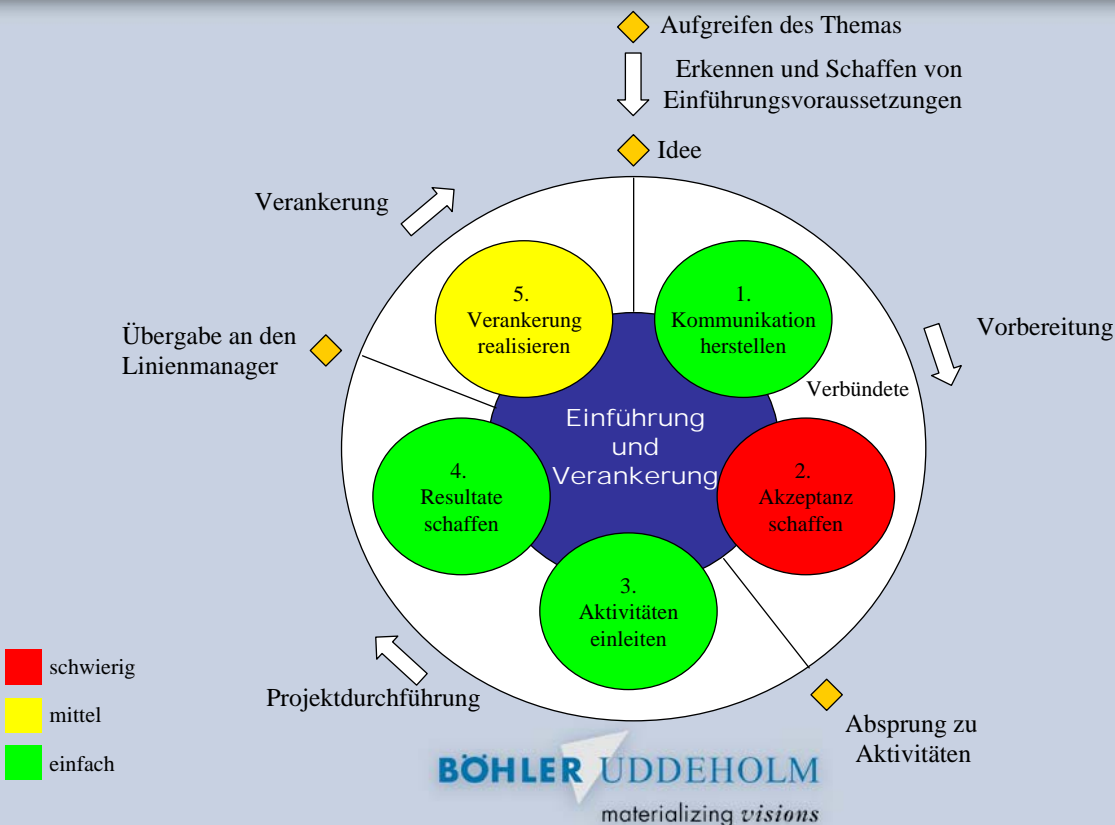 Aufgreifen des Themas
Erkennen und Schaffen von
Einführungsvoraussetzungen
Idee
Verankerung
5.
Verankerung
realisieren
1.
Kommunikation
herstellen
Vorbereitung
Übergabe an den
Linienmanager
Verbündete
Einführung
und
Verankerung
4.
Resultate
schaffen
2.
Akzeptanz
schaffen
3.
Aktivitäten
einleiten
schwierig
mittel
einfach
Projektdurchführung
Absprung zu
Aktivitäten
BÖHLER UDDEHOLM
materializing visions